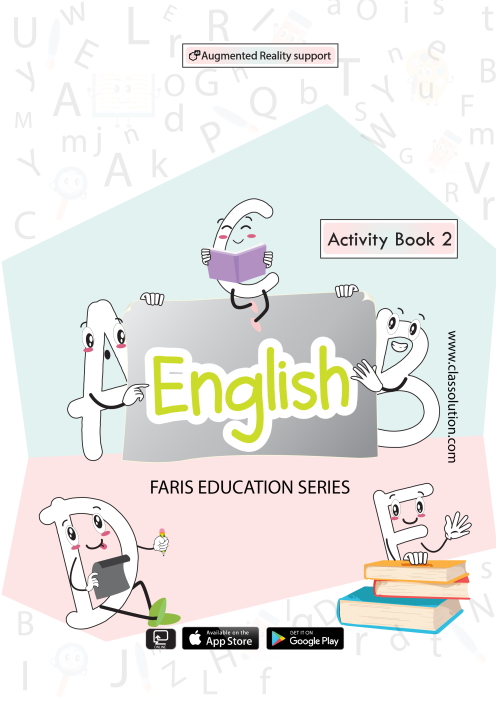 Augmented Reality support
Activity Book 2
English
www.classolution.com
FARIS EDUCATION SERIES
ONLINE
Available on the
App Store
GET IT ON
Google Play